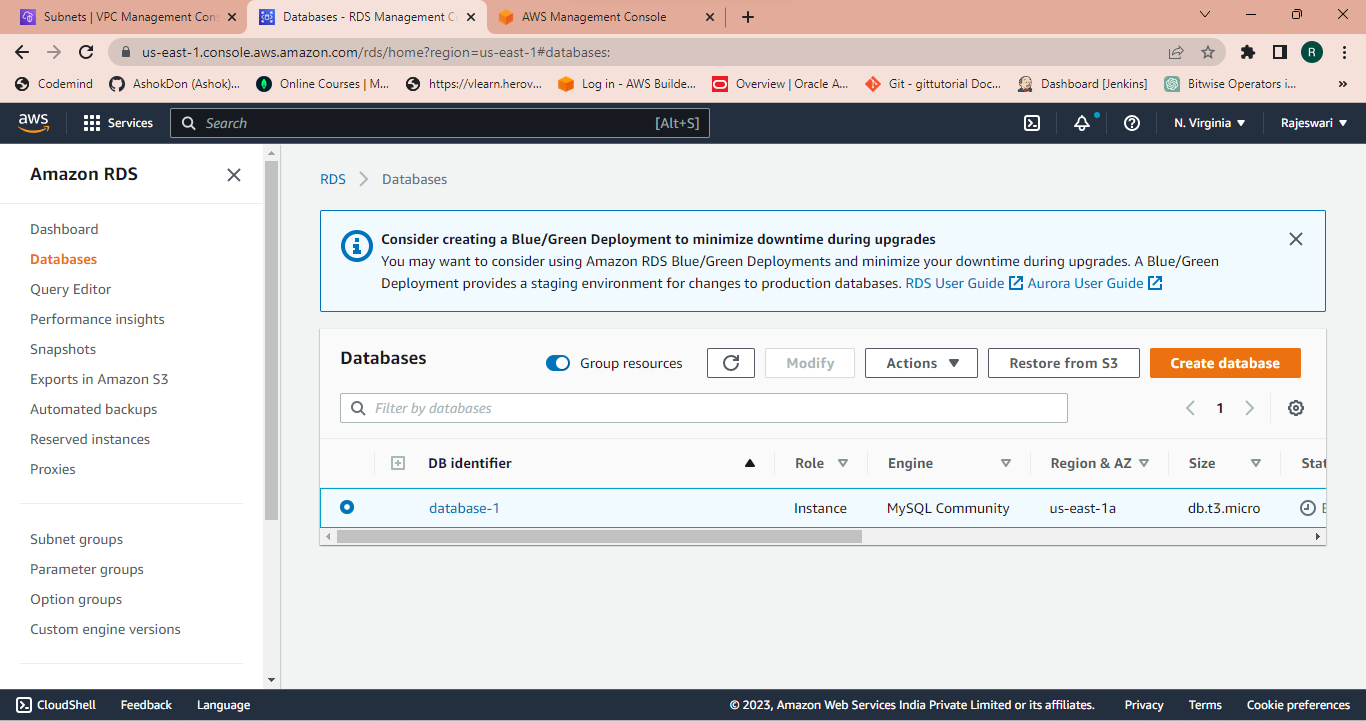 Subnets | VPC Management Con
Databases - RDS Management C
AWS Management Console
us-east-1.console.aws.amazon.com/rds/home?region=us-east-1#databases:
R
Codemind
AshokDon (Ashok)...
Online Courses | M...
https://vlearn.herov...
Log in - AWS Builde...
Overview | Oracle A...
Git - gittutorial Doc...
Dashboard [Jenkins]
Bitwise Operators i...
»
aws
Services
Search
[Alt+S]
N. Virginia
Rajeswari
Amazon RDS
Dashboard
Databases
Query Editor
Performance insights
Snapshots
Exports in Amazon S3
Automated backups
Reserved instances
Proxies
Subnet groups
Parameter groups
Option groups
Custom engine versions
RDS
Databases
Consider creating a Blue/Green Deployment to minimize downtime during upgrades
You may want to consider using Amazon RDS Blue/Green Deployments and minimize your downtime during upgrades. A Blue/Green
Deployment provides a staging environment for changes to production databases. RDS User Guide Aurora User Guide
Databases
Group resources
Modify
Actions
Restore from S3
Create database
Filter by databases
1
DB identifier
Role
Engine
Region & AZ
Size
Stat
database-1
Instance
MySQL Community
us-east-1a
db.t3.micro
CloudShell
Feedback
Language
© 2023, Amazon Web Services India Private Limited or its affiliates.
Privacy
Terms
Cookie preferences